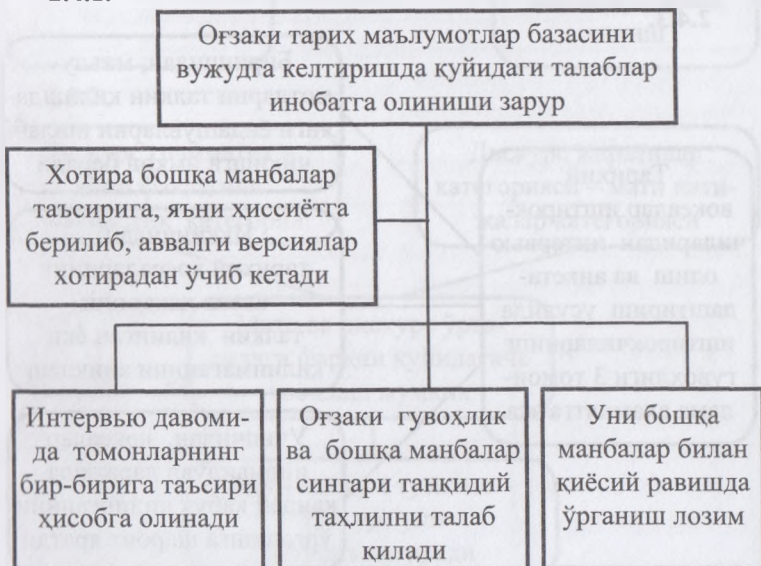 Оғзаки тарих маълумотлар базасини
вужудга келтиришда қуйидаги талаблар
инобатга олиниши зарур
Хотира бошқа манбалар
таъсирига, яъни ҳиссиётга
берилиб, аввалги версиялар
хотирадан ўчиб кетади
Интервью давоми-
да томонларнинг
бир-бирига таъсири
ҳисобга олинади
Оғзаки гувоҳлик
ва бошқа манбалар
сингари танқидий
таҳлилни талаб
қилади
Уни бошқа
манбалар билан
қиёсий равишда
ўрганиш лозим